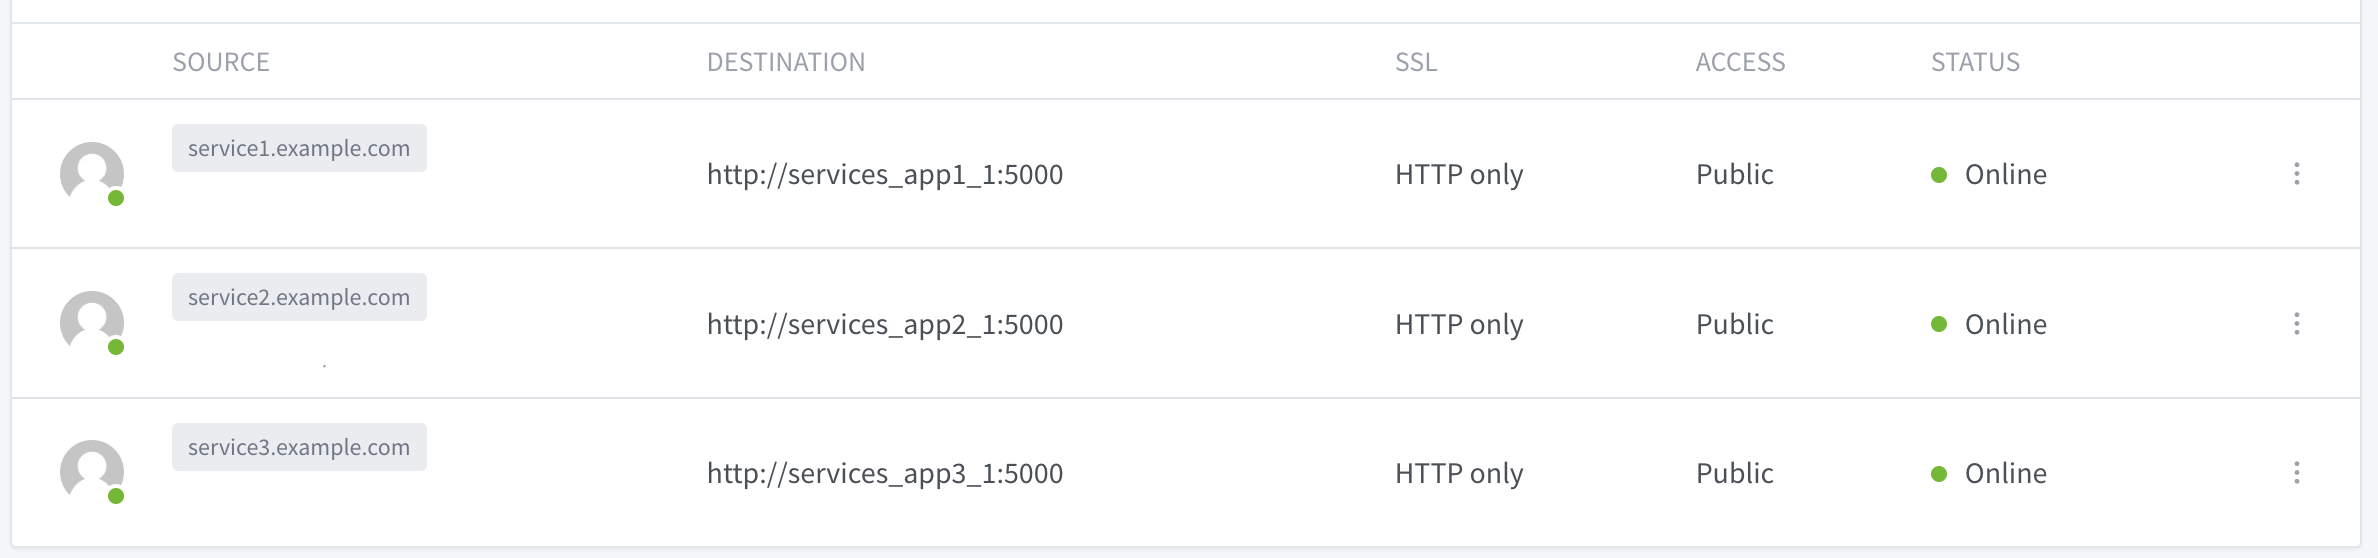 SOURCE DESTINATION SSL ACCESS STATUS
service1.example.com
http://services_app1_1:5000 HTTP only Public Online
service2.example.com
http://services_app2_1:5000 HTTP only Public Online
service3.example.com
http://services_app3_1:5000 HTTP only Public Online